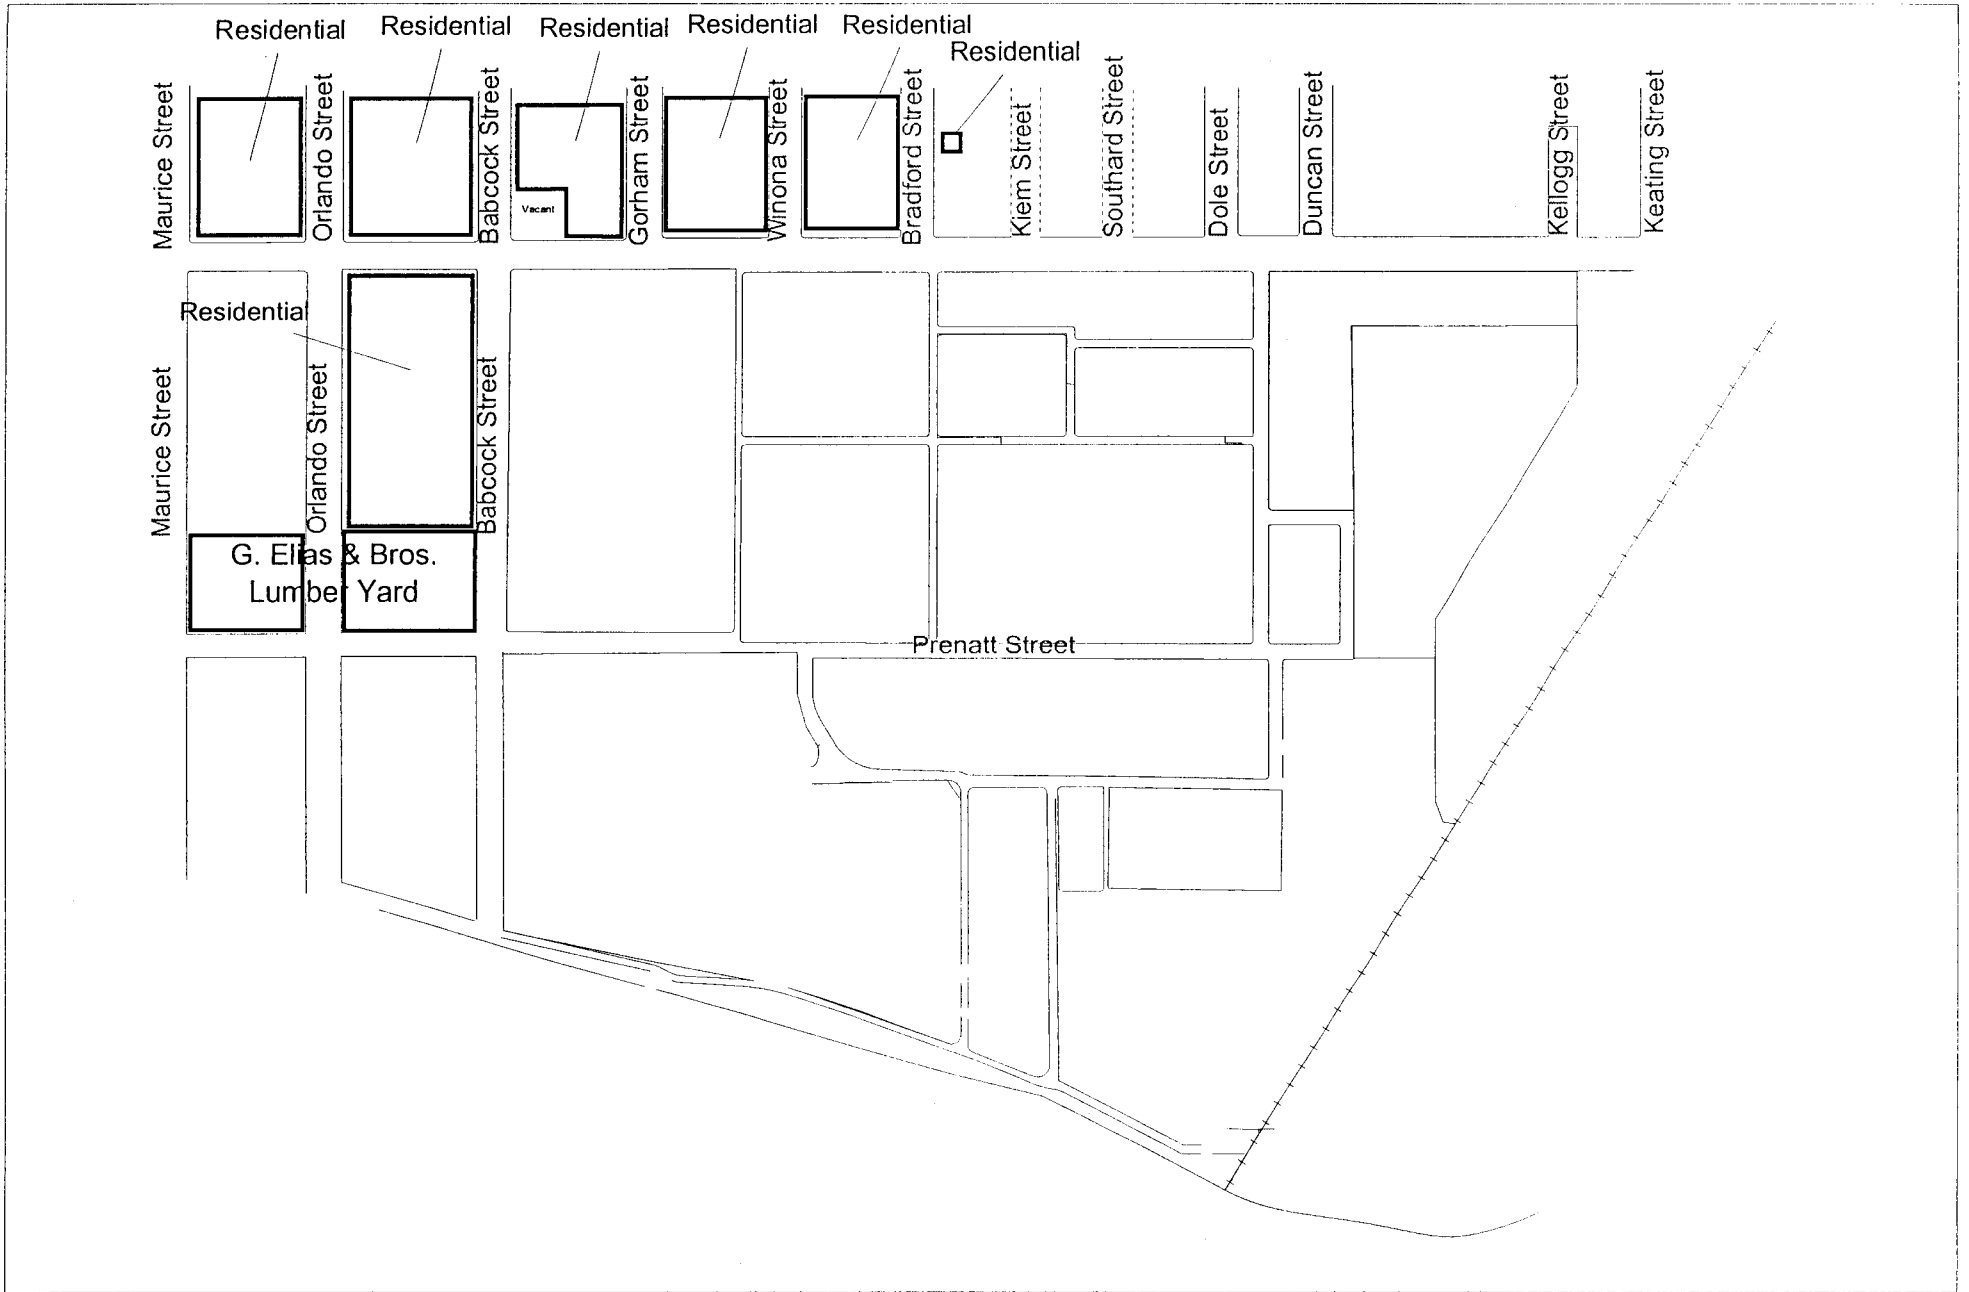 Residential
Residential
Residential
Residential
Residential
Residential
Maurice Street
Orlando Street
Babcock Street
Gorham Street
Winona Street
Bradford Street
Kiem Street
Southard Street
Dole Street
Duncan Street
Kellogg Street
Keating Street
Vacant
Residential
Maurice Street
Orlando Street
Babcock Street
G. Elias & Bros.
Lumber Yard
Prenatt Street